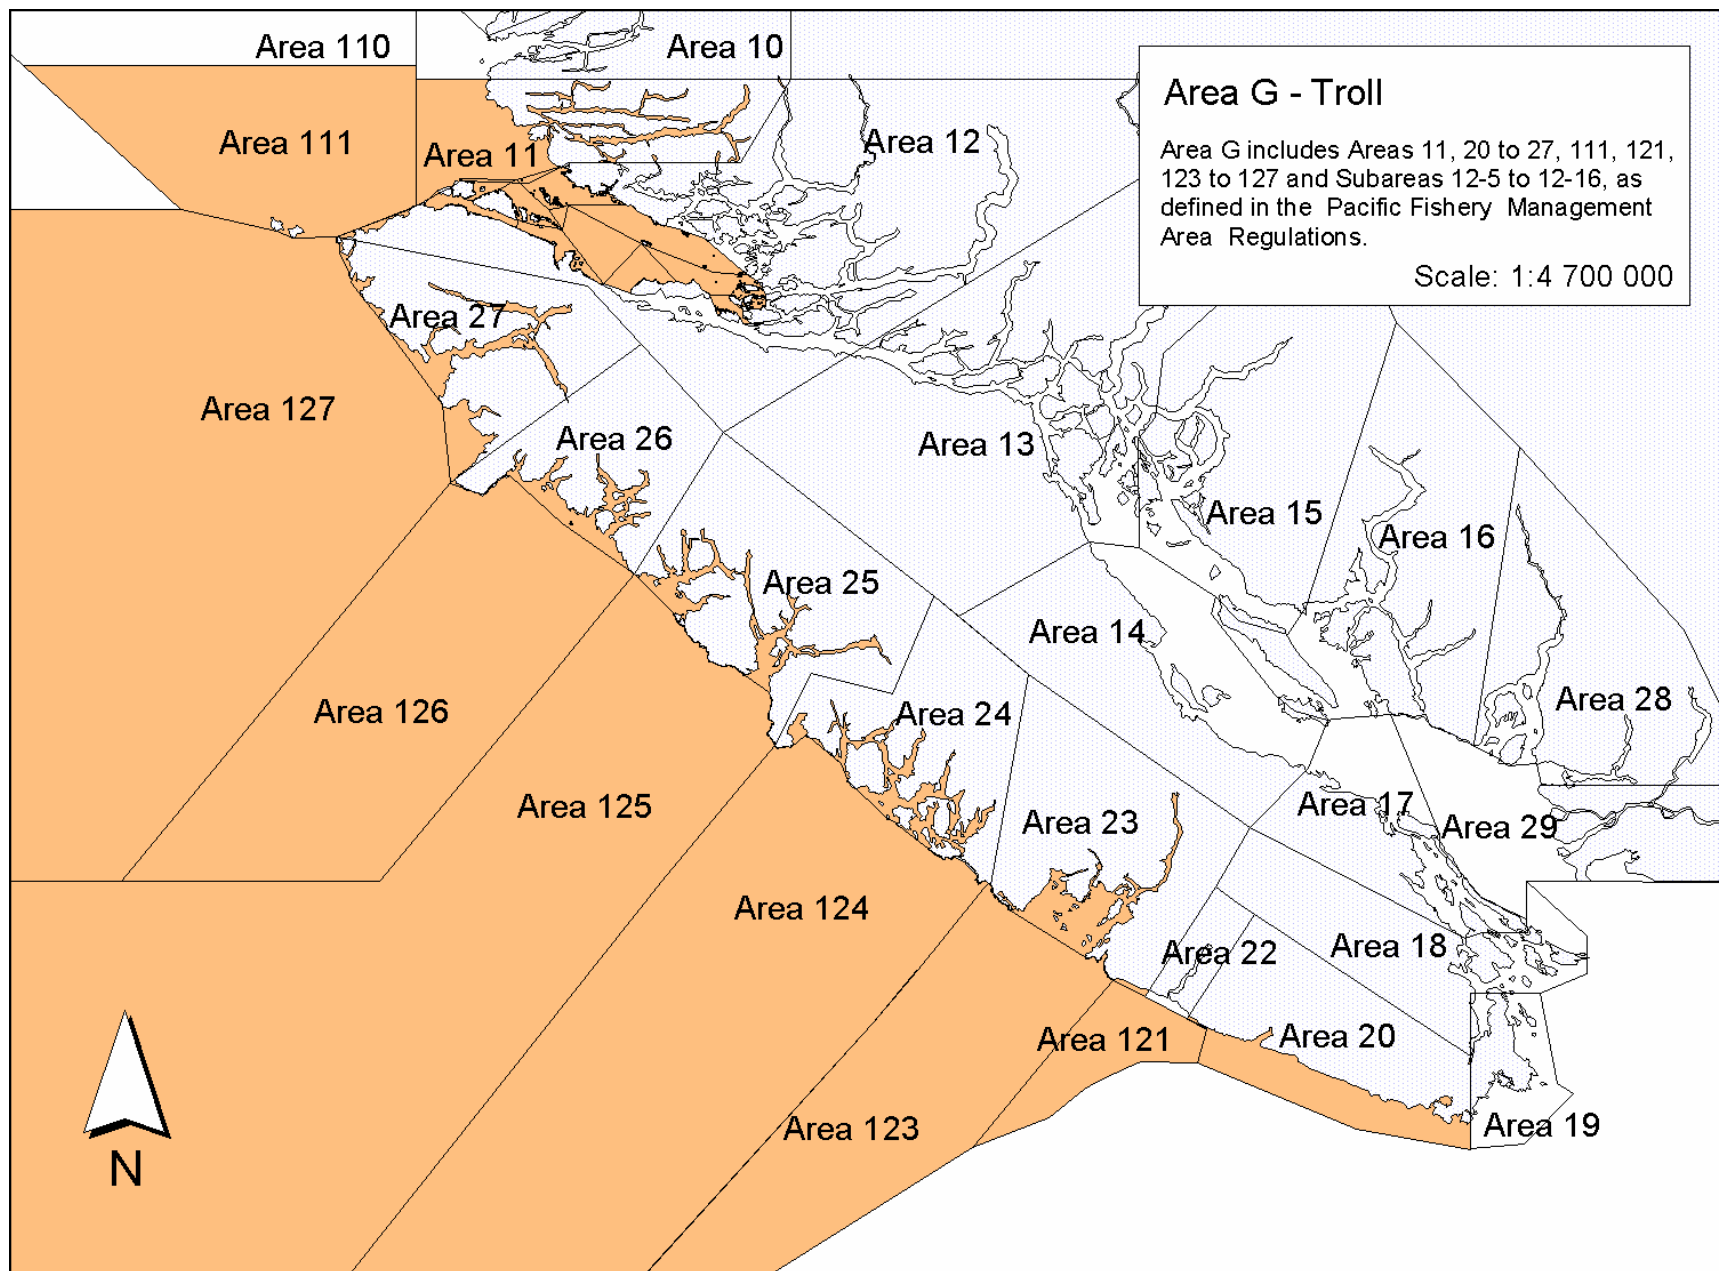 Area 110
Area 10
Area G - Troll
Area G includes Areas 11, 20 to 27, 111, 121,
123 to 127 and Subareas 12-5 to 12-16, as
defined in the Pacific Fishery Management
Area Regulations.
Scale: 1:4 700 000
Area 111
Area 11
Area 12
Area 27
Area 127
Area 26
Area 13
Area 15
Area 16
Area 25
Area 14
Area 126
Area 24
Area 28
Area 125
Area 23
Area 17
Area 29
Area 124
Area 22
Area 18
Area 121
Area 20
Area 123
Area 19
N